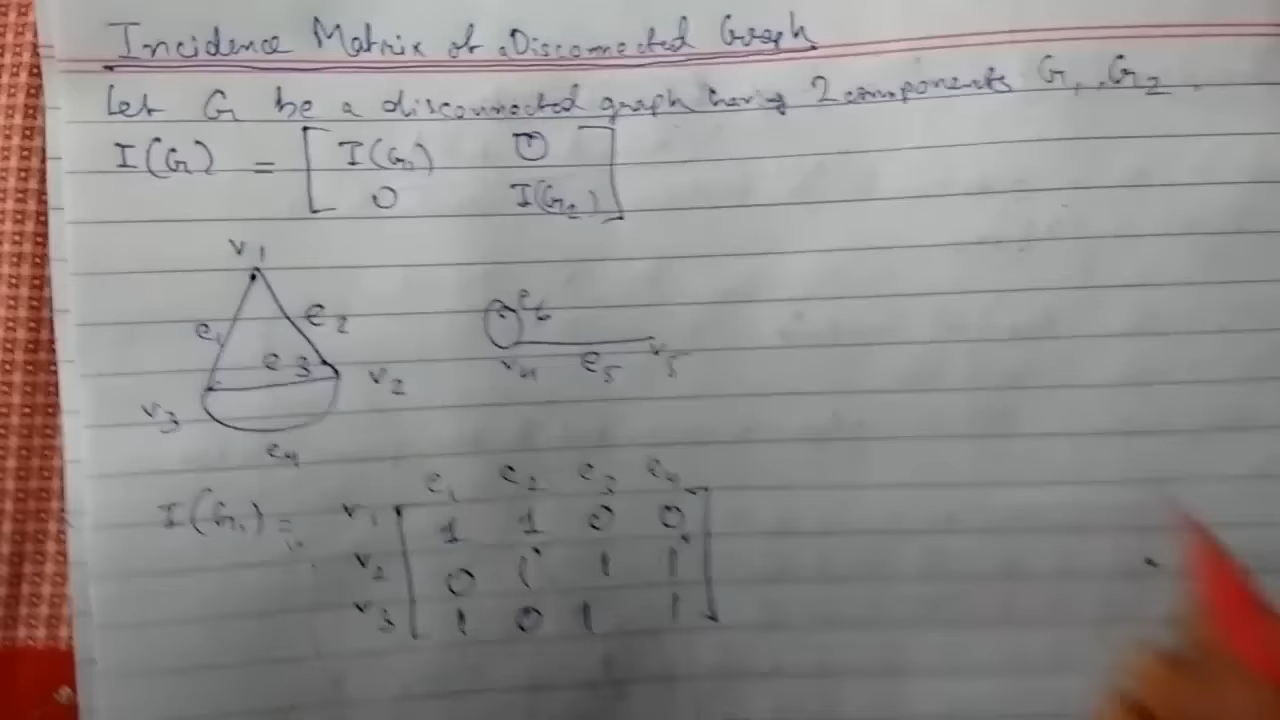 Incidence Matrix of Disconnected Graph
Let G be a disconnected graph having 2 components G1, G2.
I(G) = [ I(G1) 0
0 I(G2) ]
v1
e1 e2 e6
e3 v2 v4 e5 v5
v3
e4
e1 e2 e3 e4
I(G1) = v1 1 1 0 0
v2 0 1 1 1
v3 1 0 1 1